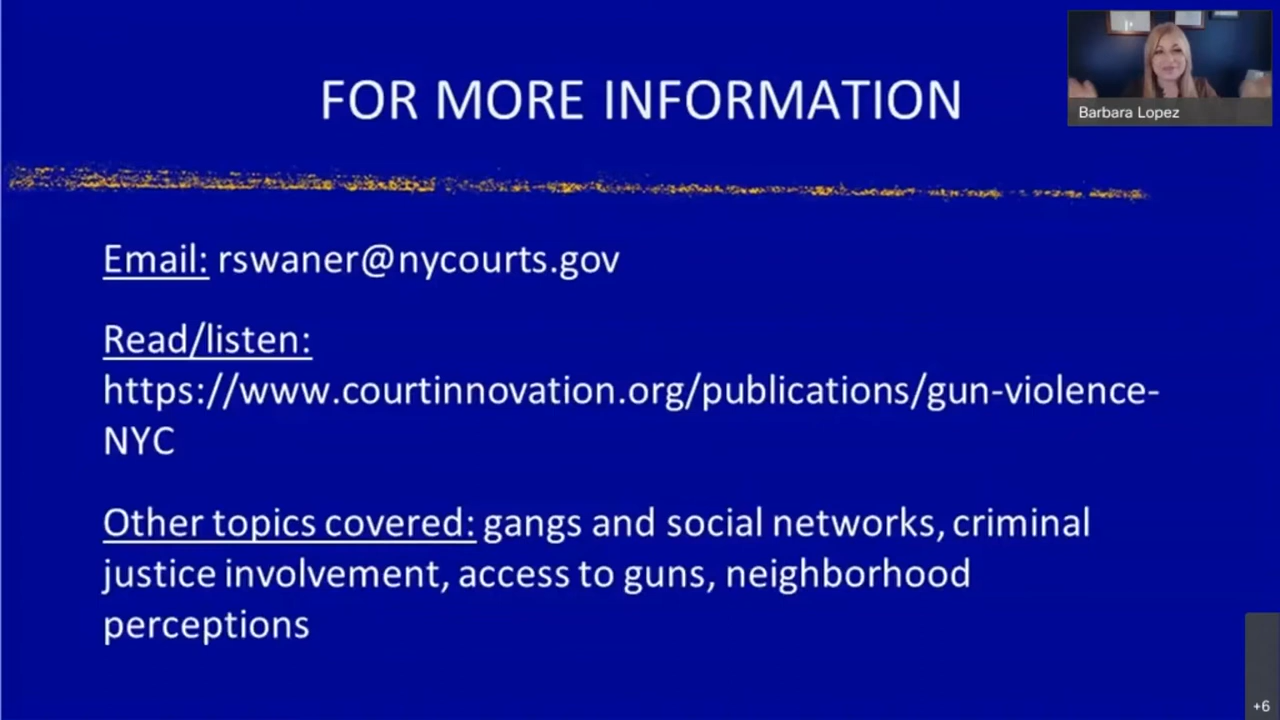 FOR MORE INFORMATION
Barbara Lopez
Email: rswaner@nycourts.gov
Read/listen:
https://www.courtinnovation.org/publications/gun-violence-
NYC
Other topics covered: gangs and social networks, criminal
justice involvement, access to guns, neighborhood
perceptions
+6